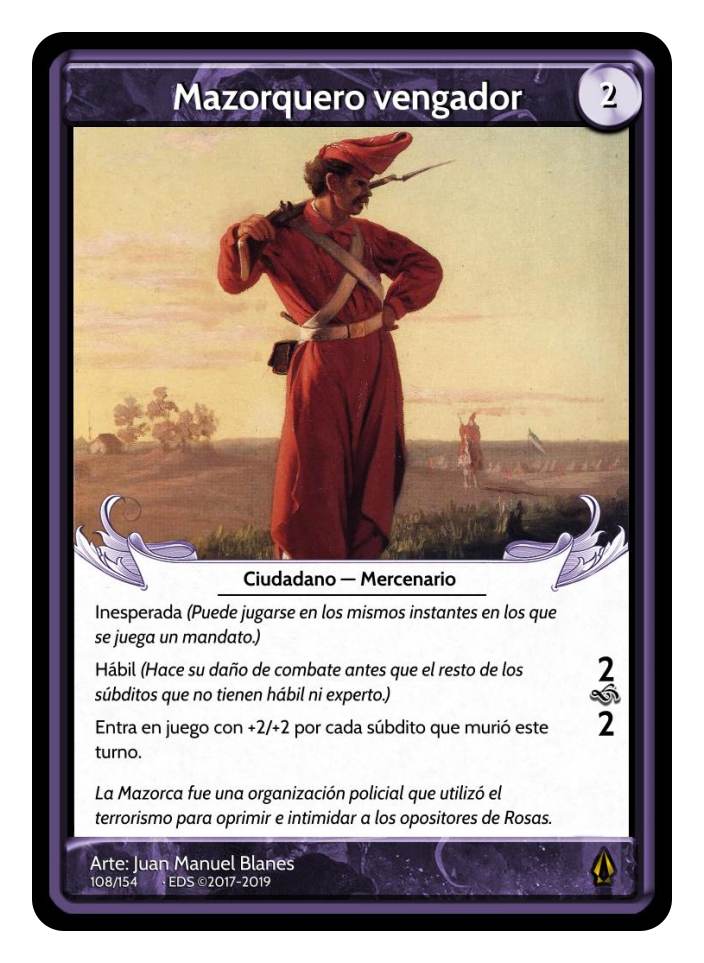 Mazorquero vengador
2
Ciudadano — Mercenario
Inesperada (Puede jugarse en los mismos instantes en los que
se juega un mandato.)
Hábil (Hace su daño de combate antes que el resto de los
súbditos que no tienen hábil ni experto.)
Entra en juego con +2/+2 por cada súbdito que murió este
turno.
2
2
La Mazorca fue una organización policial que utilizó el
terrorismo para oprimir e intimidar a los opositores de Rosas.
Arte: Juan Manuel Blanes
108/154 · EDS ©2017-2019